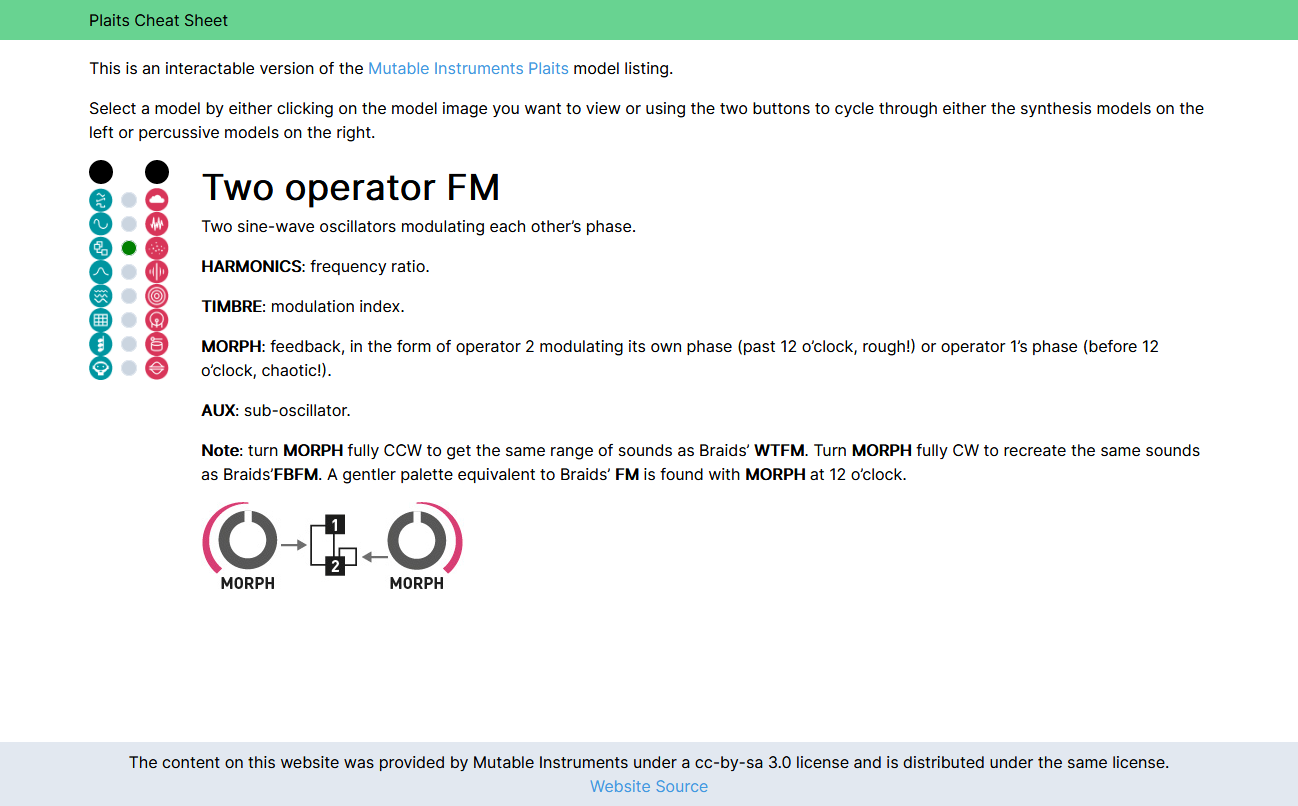 Plaits Cheat Sheet
This is an interactable version of the Mutable Instruments Plaits model listing.
Select a model by either clicking on the model image you want to view or using the two buttons to cycle through either the synthesis models on the
left or percussive models on the right.
Two operator FM
Two sine-wave oscillators modulating each other’s phase.
HARMONICS: frequency ratio.
TIMBRE: modulation index.
MORPH: feedback, in the form of operator 2 modulating its own phase (past 12 o’clock, rough!) or operator 1’s phase (before 12
o’clock, chaotic!).
AUX: sub-oscillator.
Note: turn MORPH fully CCW to get the same range of sounds as Braids’ WTFM. Turn MORPH fully CW to recreate the same sounds
as Braids’FBFM. A gentler palette equivalent to Braids’ FM is found with MORPH at 12 o’clock.
1
2
MORPH MORPH
The content on this website was provided by Mutable Instruments under a cc-by-sa 3.0 license and is distributed under the same license.
Website Source